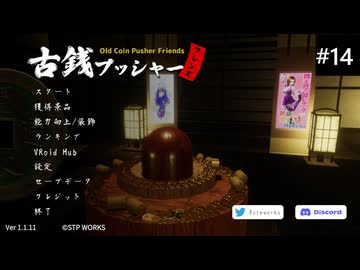 Old Coin Pusher Friends
古銭プッシャー
フレンズ
#14
スタート
獲得景品
能力向上/装飾
ランキング
VRoid Hub
設定
セーブデータ
クレジット
終了
Discord
Ver 1.1.11
©STP WORKS